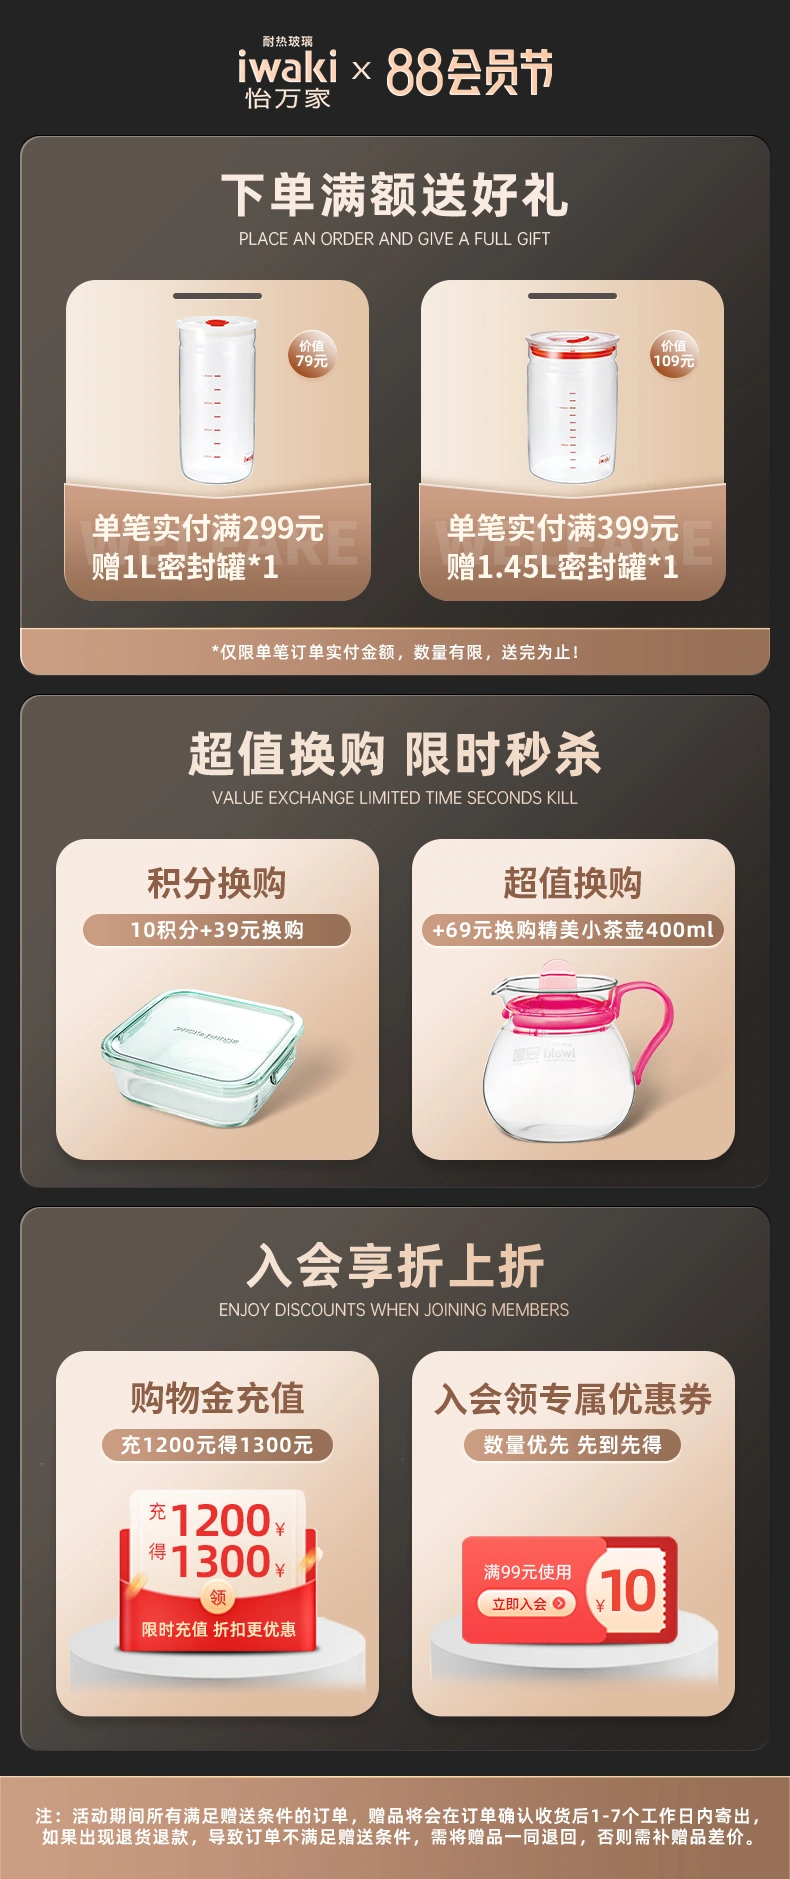 耐热玻璃
iwaki
怡万家
x
88会员节
下单满额送好礼
PLACE AN ORDER AND GIVE A FULL GIFT
价值
79元
iwaki
单笔实付满299元
赠1L密封罐*1
价值
109元
iwaki
单笔实付满399元
赠1.45L密封罐*1
*仅限单笔订单实付金额，数量有限，送完为止！
超值换购 限时秒杀
VALUE EXCHANGE LIMITED TIME SECONDS KILL
积分换购
10积分+39元换购
超值换购
+69元换购精美小茶壶400ml
iwaki
入会享折上折
ENJOY DISCOUNTS WHEN JOINING MEMBERS
购物金充值
充1200元得1300元
充1200¥
得1300¥
领
限时充值 折扣更优惠
入会领专属优惠券
数量优先 先到先得
满99元使用
立即入会
¥10
注：活动期间所有满足赠送条件的订单，赠品将会在订单确认收货后1-7个工作日内寄出，
如果出现退货退款，导致订单不满足赠送条件，需将赠品一同退回，否则需补赠品差价。